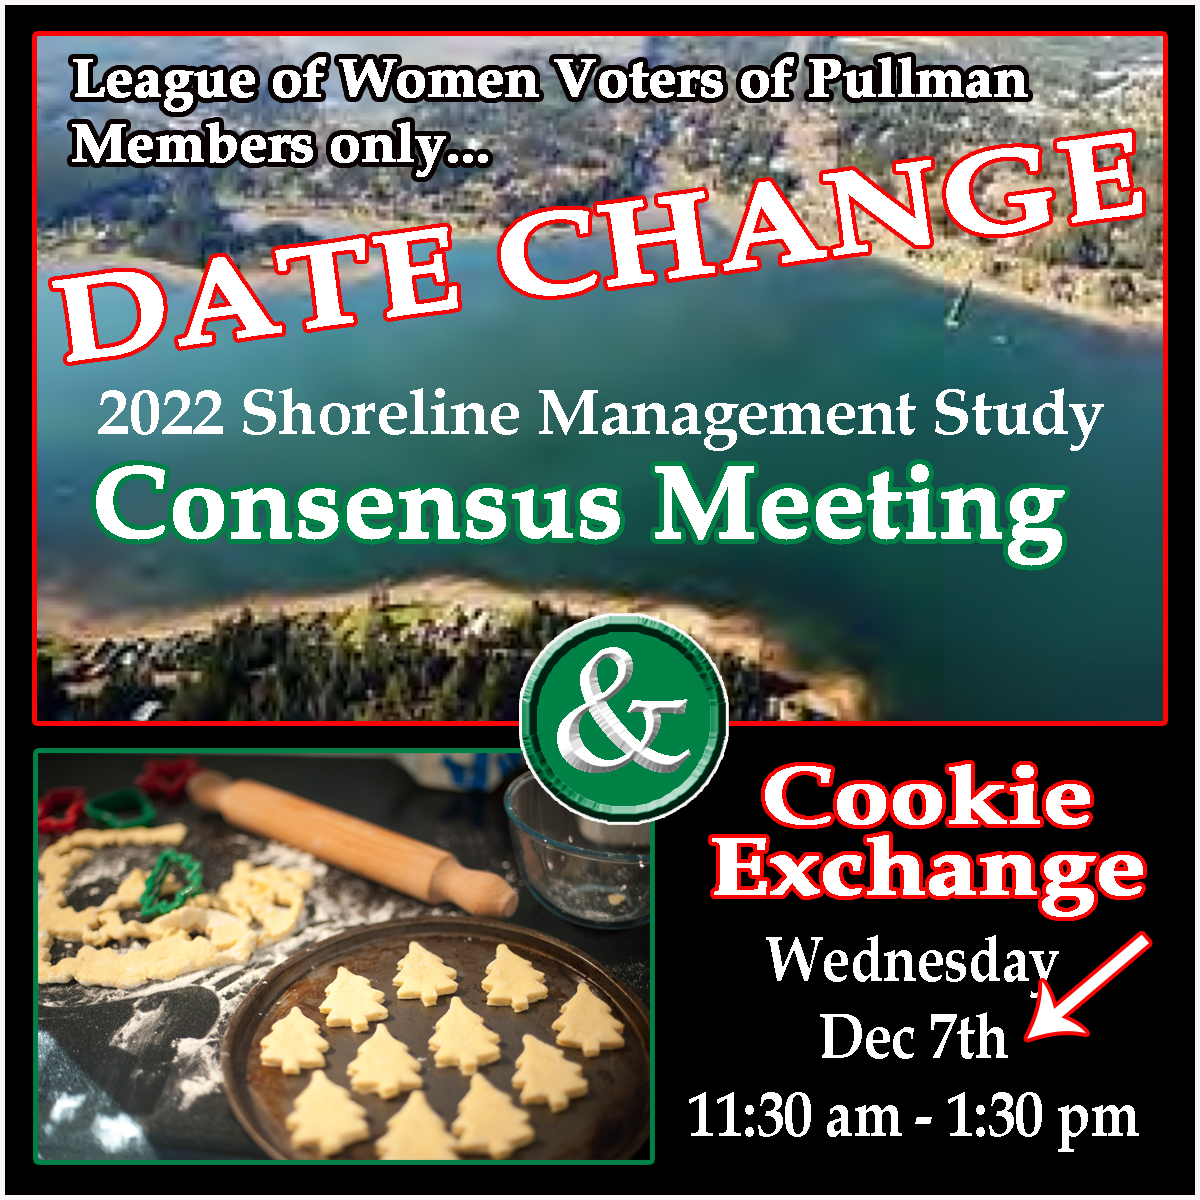 League of Women Voters of Pullman
Members only...
DATE CHANGE
2022 Shoreline Management Study
Consensus Meeting
&
Cookie
Exchange
Wednesday
Dec 7th
11:30 am - 1:30 pm